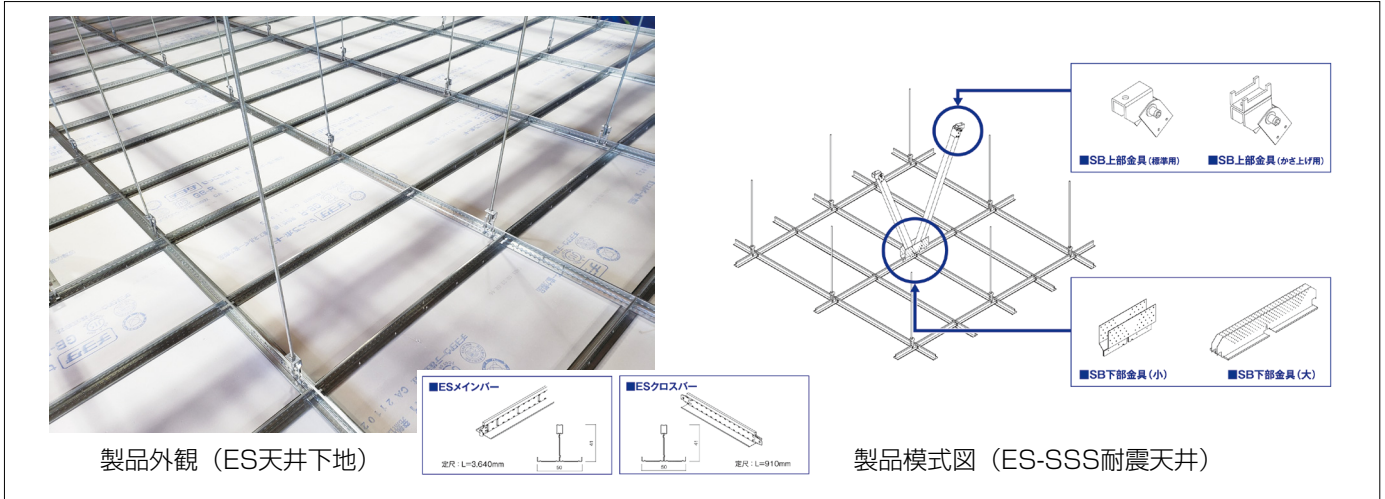 ■SB上部金具(標準用)
■SB上部金具(かさ上げ用)
■SB下部金具(小)
■SB下部金具(大)
■ESメインバー
定尺:L=3,640mm
■ESクロスバー
定尺:L=910mm
製品外観(ES天井下地)
製品模式図(ES-SSS耐震天井)